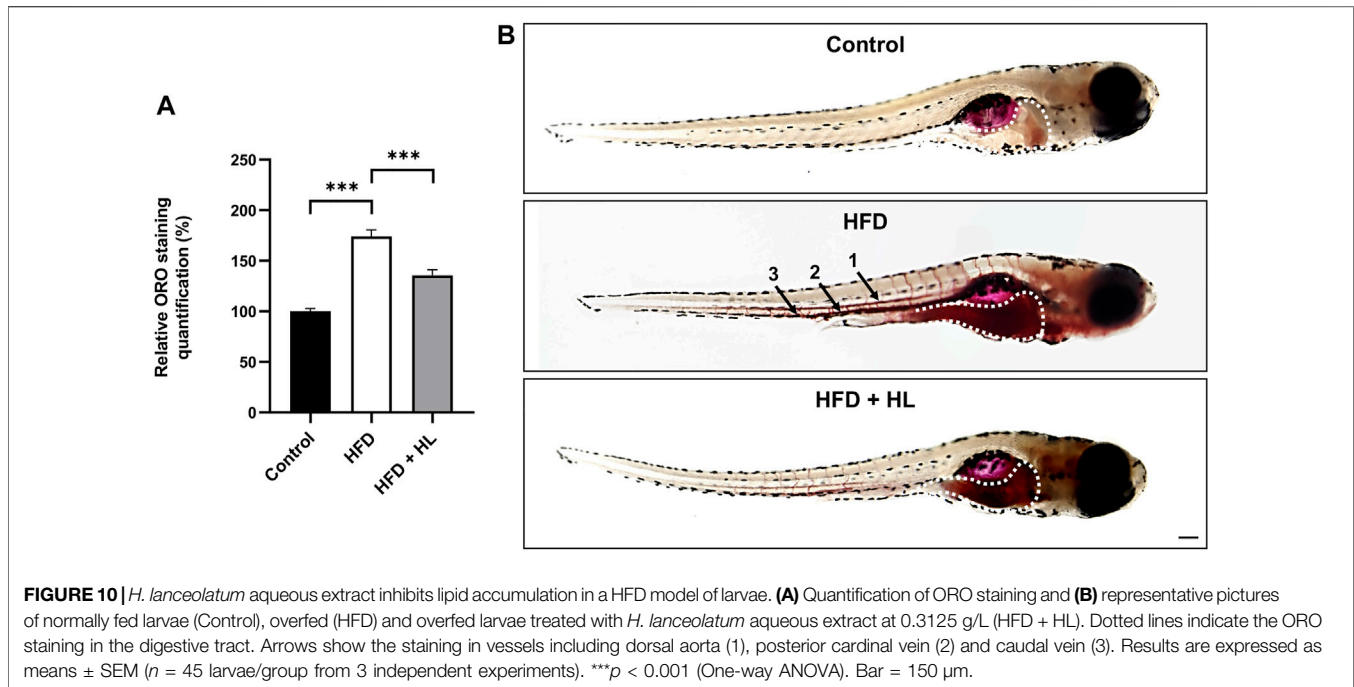 A
Relative ORO staining
quantification (%)
250
200
150
100
50
0
***
***
Control
HFD
HFD + HL
B
Control
HFD
3
2
1
HFD + HL
FIGURE 10 | H. lanceolatum aqueous extract inhibits lipid accumulation in a HFD model of larvae. (A) Quantification of ORO staining and (B) representative pictures
of normally fed larvae (Control), overfed (HFD) and overfed larvae treated with H. lanceolatum aqueous extract at 0.3125 g/L (HFD + HL). Dotted lines indicate the ORO
staining in the digestive tract. Arrows show the staining in vessels including dorsal aorta (1), posterior cardinal vein (2) and caudal vein (3). Results are expressed as
means ± SEM (n = 45 larvae/group from 3 independent experiments). ***p < 0.001 (One-way ANOVA). Bar = 150 μm.